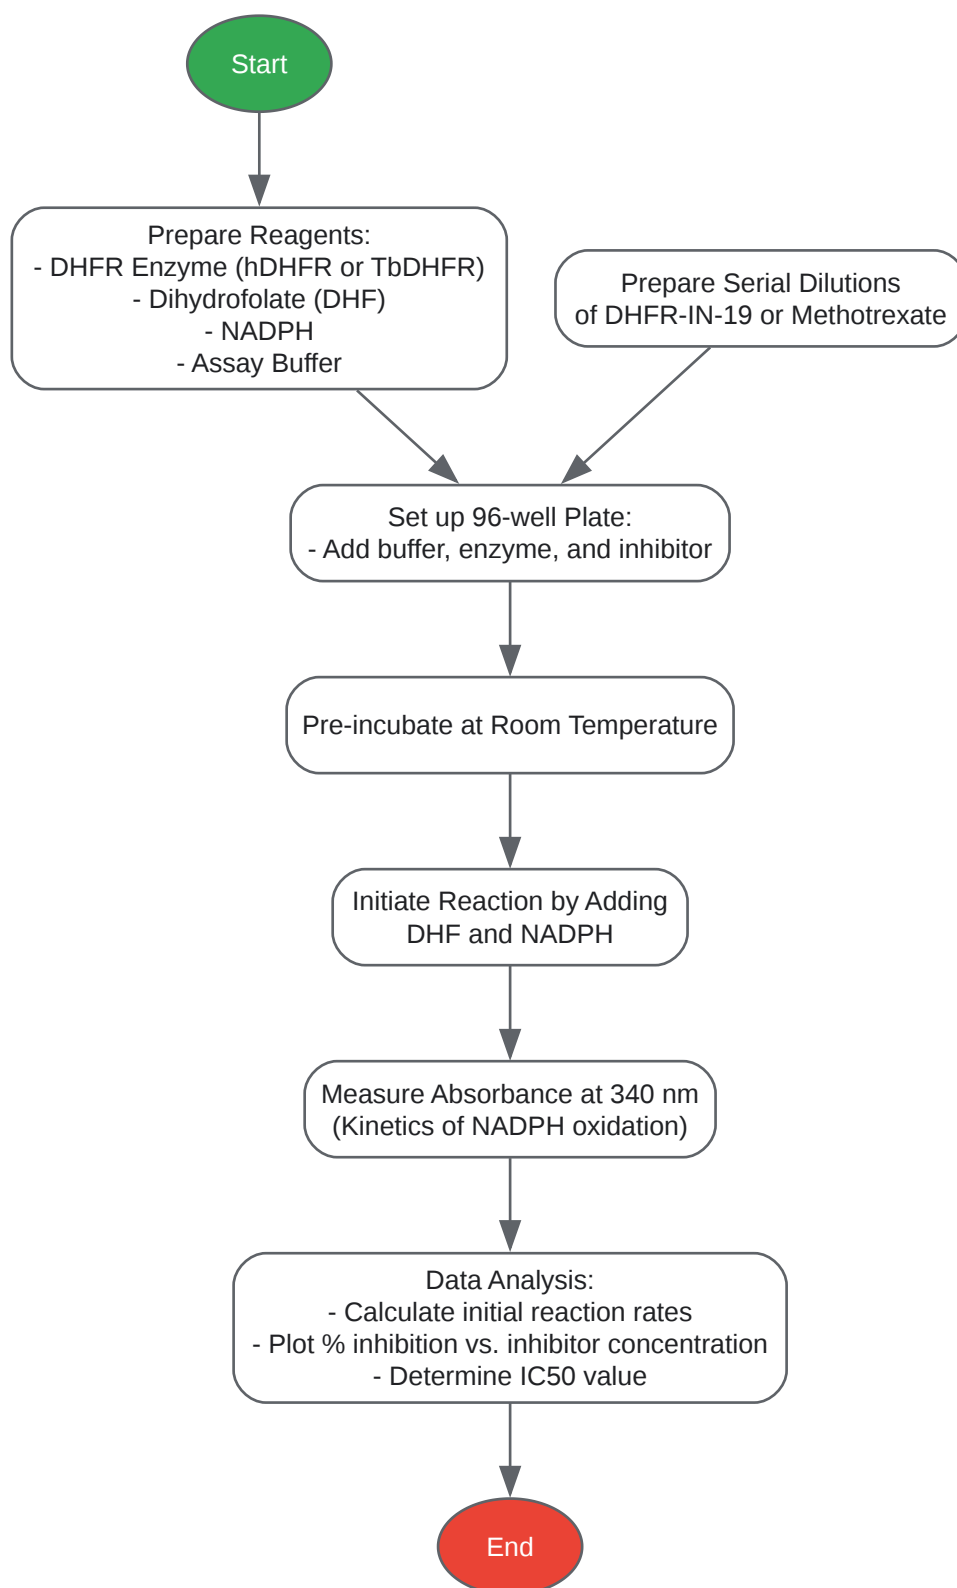 Start
Prepare Reagents:
- DHFR Enzyme (hDHFR or TbDHFR)
- Dihydrofolate (DHF)
- NADPH
- Assay Buffer
Prepare Serial Dilutions
of DHFR-IN-19 or Methotrexate
Set up 96-well Plate:
- Add buffer, enzyme, and inhibitor
Pre-incubate at Room Temperature
Initiate Reaction by Adding
DHF and NADPH
Measure Absorbance at 340 nm
(Kinetics of NADPH oxidation)
Data Analysis:
- Calculate initial reaction rates
- Plot % inhibition vs. inhibitor concentration
- Determine IC50 value
End